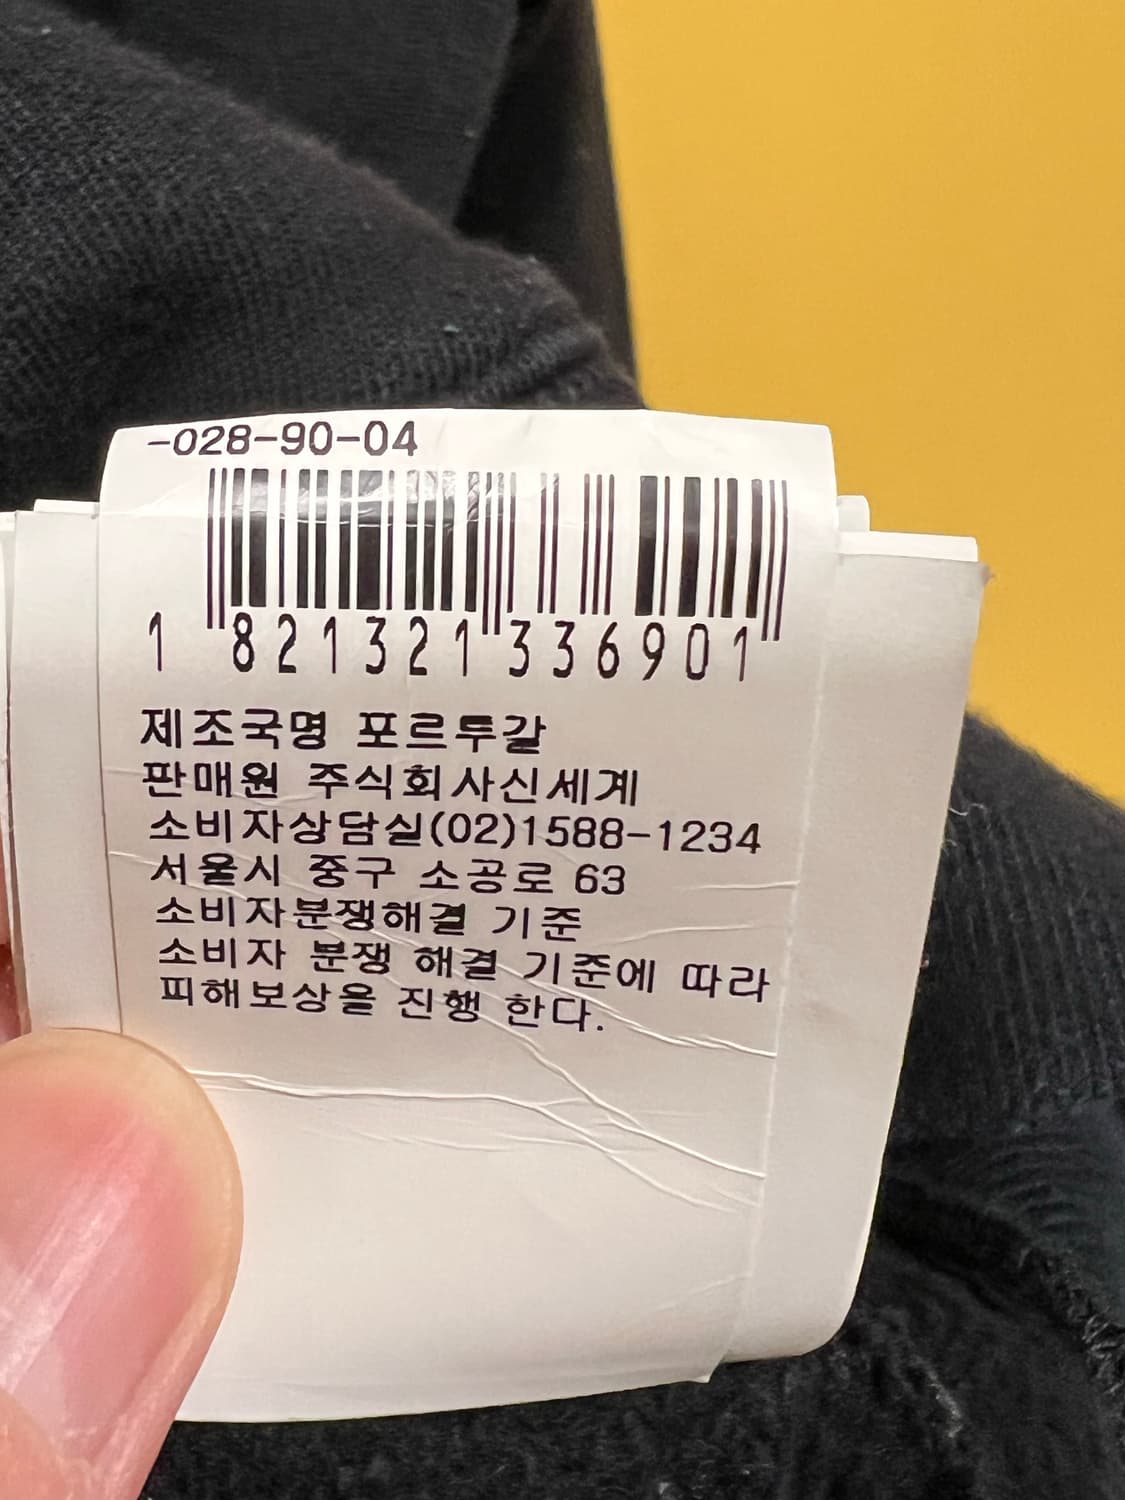 -028-90-04
1 821321 336901
제조국명 포르투갈
판매원 주식회사신세계
소비자상담실(02)1588-1234
서울시 중구 소공로 63
소비자분쟁해결 기준
소비자 분쟁 해결 기준에 따라
피해보상을 진행 한다.